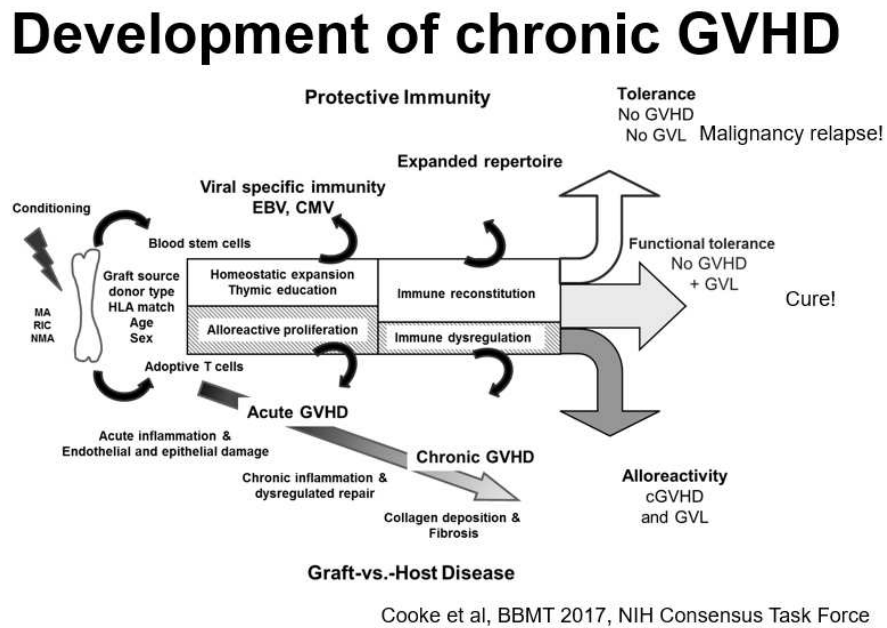 Development of chronic GVHD
Protective Immunity
Tolerance
No GVHD
No GVL
Malignancy relapse!
Expanded repertoire
Viral specific immunity
EBV, CMV
Conditioning
Blood stem cells
Functional tolerance
No GVHD
+ GVL
Cure!
Graft source
donor type
HLA match
Age
Sex
MA
RIC
NMA
Homeostatic expansion
Thymic education
Immune reconstitution
Alloreactive proliferation
Immune dysregulation
Adoptive T cells
Acute GVHD
Acute inflammation &
Endothelial and epithelial damage
Chronic GVHD
Chronic inflammation &
dysregulated repair
Alloreactivity
cGVHD
and GVL
Collagen deposition &
Fibrosis
Graft-vs.-Host Disease
Cooke et al, BBMT 2017, NIH Consensus Task Force